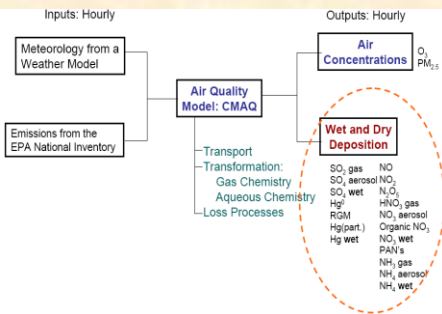 Inputs: Hourly
Outputs: Hourly
Meteorology from a
Weather Model
Emissions from the
EPA National Inventory
Air Quality
Model: CMAQ
Transport
Transformation:
Gas Chemistry
Aqueous Chemistry
Loss Processes
Air
Concentrations
O₃
PM₂.₅
Wet and Dry
Deposition
SO₂ gas
SO₄ aerosol
SO₄ wet
Hg⁰
RGM
Hg(part.)
Hg wet
NO
NO₂
N₂O₅
HNO₃ gas
NO₃ aerosol
Organic NO₃
NO₃ wet
PAN's
NH₃ gas
NH₄ aerosol
NH₄ wet